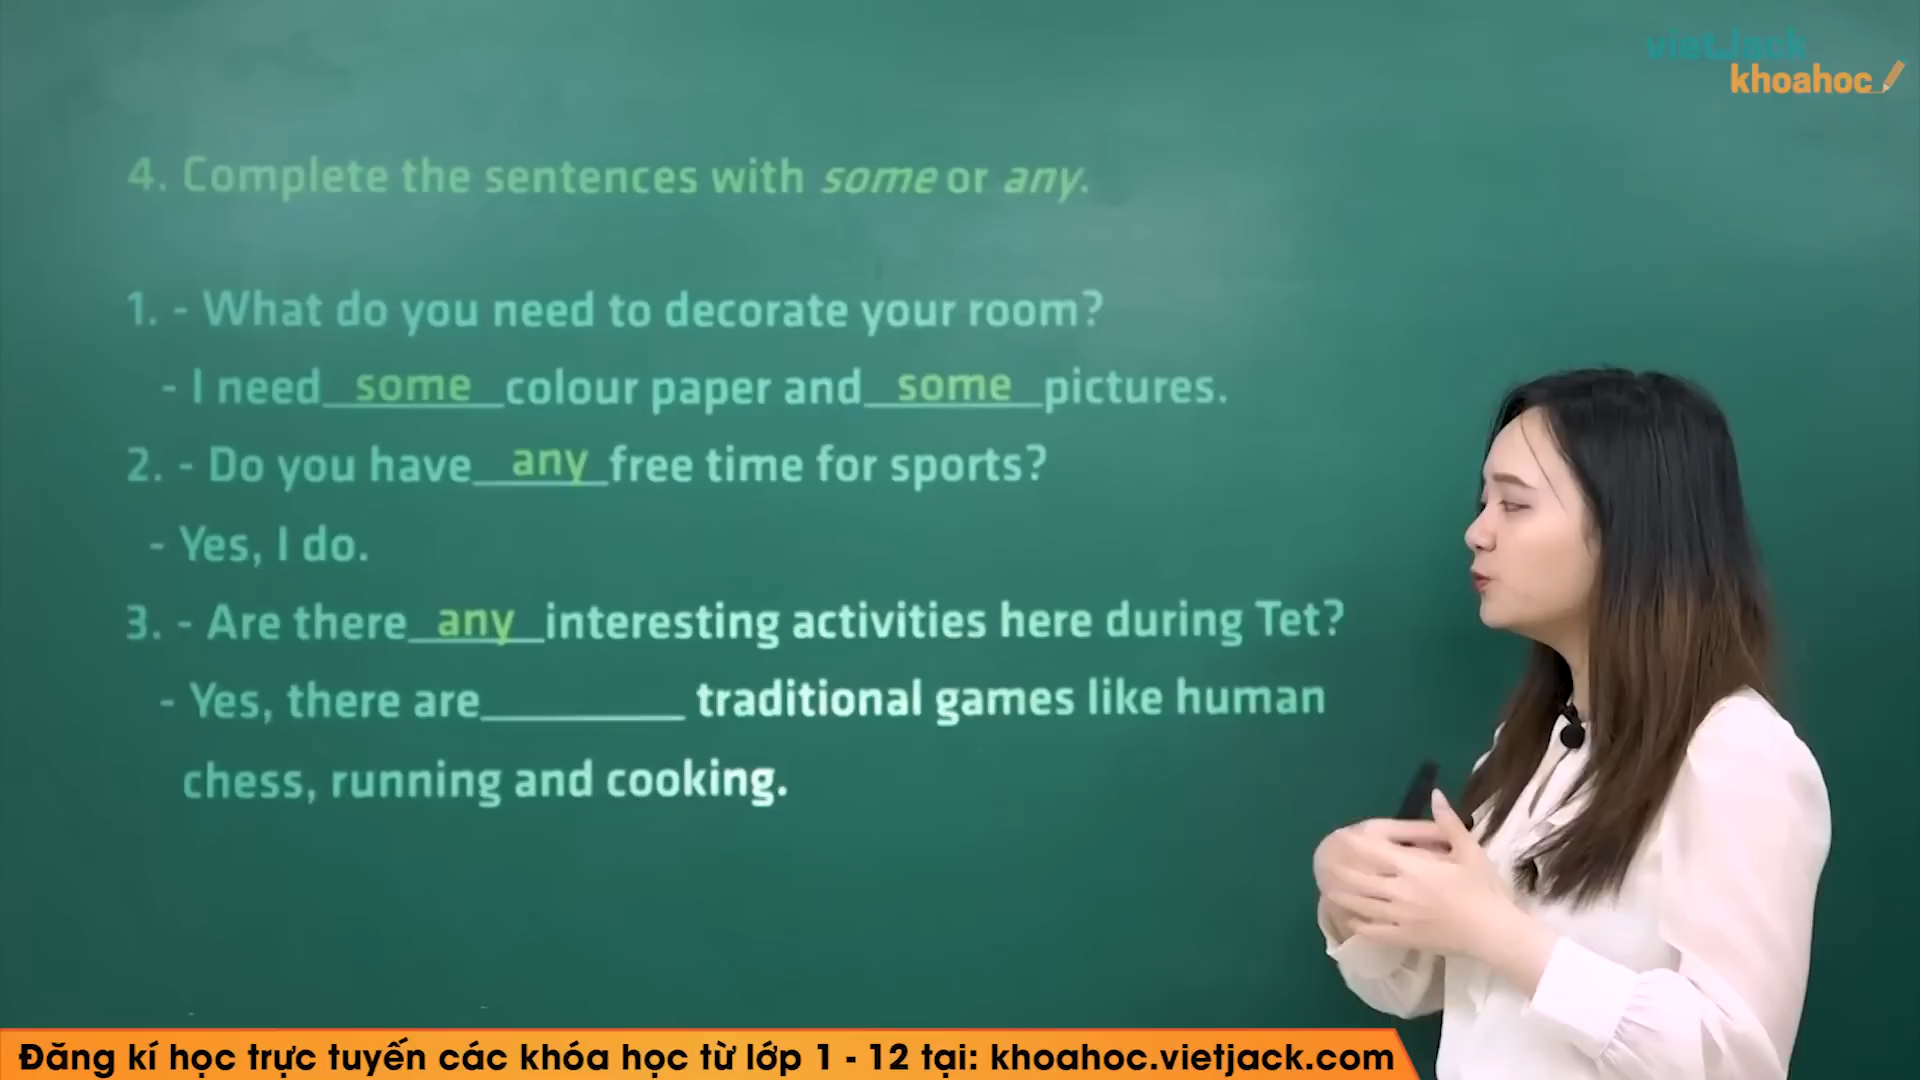 vietJack
khoahoc
4. Complete the sentences with some or any.
1. - What do you need to decorate your room?
- I need some colour paper and some pictures.
2. - Do you have any free time for sports?
- Yes, I do.
3. - Are there any interesting activities here during Tet?
- Yes, there are_________ traditional games like human
chess, running and cooking.
Đăng kí học trực tuyến các khóa học từ lớp 1 - 12 tại: khoahoc.vietjack.com